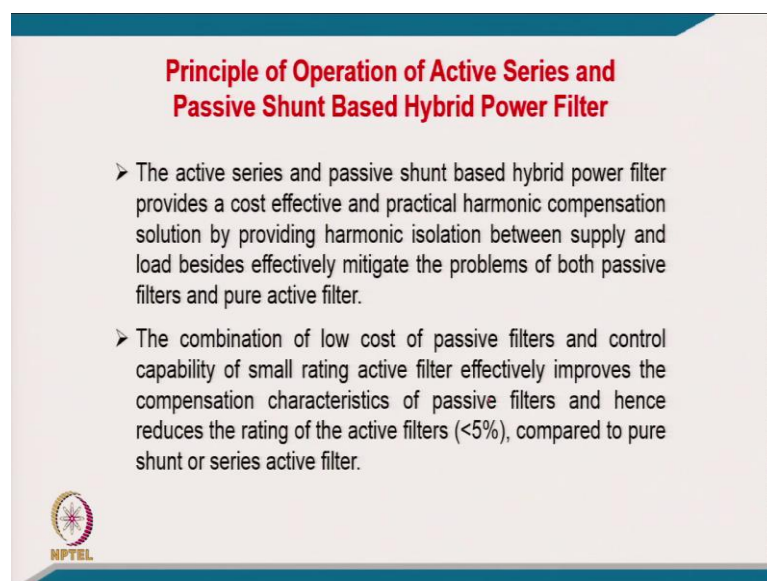 Principle of Operation of Active Series and
Passive Shunt Based Hybrid Power Filter
➢ The active series and passive shunt based hybrid power filter
provides a cost effective and practical harmonic compensation
solution by providing harmonic isolation between supply and
load besides effectively mitigate the problems of both passive
filters and pure active filter.
➢ The combination of low cost of passive filters and control
capability of small rating active filter effectively improves the
compensation characteristics of passive filters and hence
reduces the rating of the active filters (<5%), compared to pure
shunt or series active filter.
NPTEL